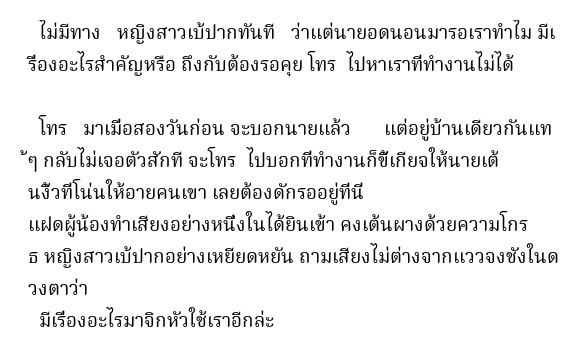 ไม่มีทาง หญิงสาวเบ้ปากทันที ว่าแต่นายอดนอนมารอเราทำไม มีเ
รื่องอะไรสำคัญหรือ ถึงกับต้องรอคุย โทร ไปหาเราที่ทำงานไม่ได้
โทร มาเมื่อสองวันก่อน จะบอกนายแล้ว แต่อยู่บ้านเดียวกันแท
้ๆ กลับไม่เจอตัวสักที จะโทร ไปบอกที่ทำงานก็ขี้เกียจให้นายเต้
นงิ้วที่โน่นให้อายคนเขา เลยต้องดักรออยู่ที่นี่
แฝดผู้น้องทำเสียงอย่างหนึ่งในได้ยินเข้า คงเต้นผางด้วยความโกร
ธ หญิงสาวเบ้ปากอย่างเหยียดหยัน ถามเสียงไม่ต่างจากแววจงชังในด
วงตาว่า
มีเรื่องอะไรมาจิกหัวใช้เราอีกล่ะ